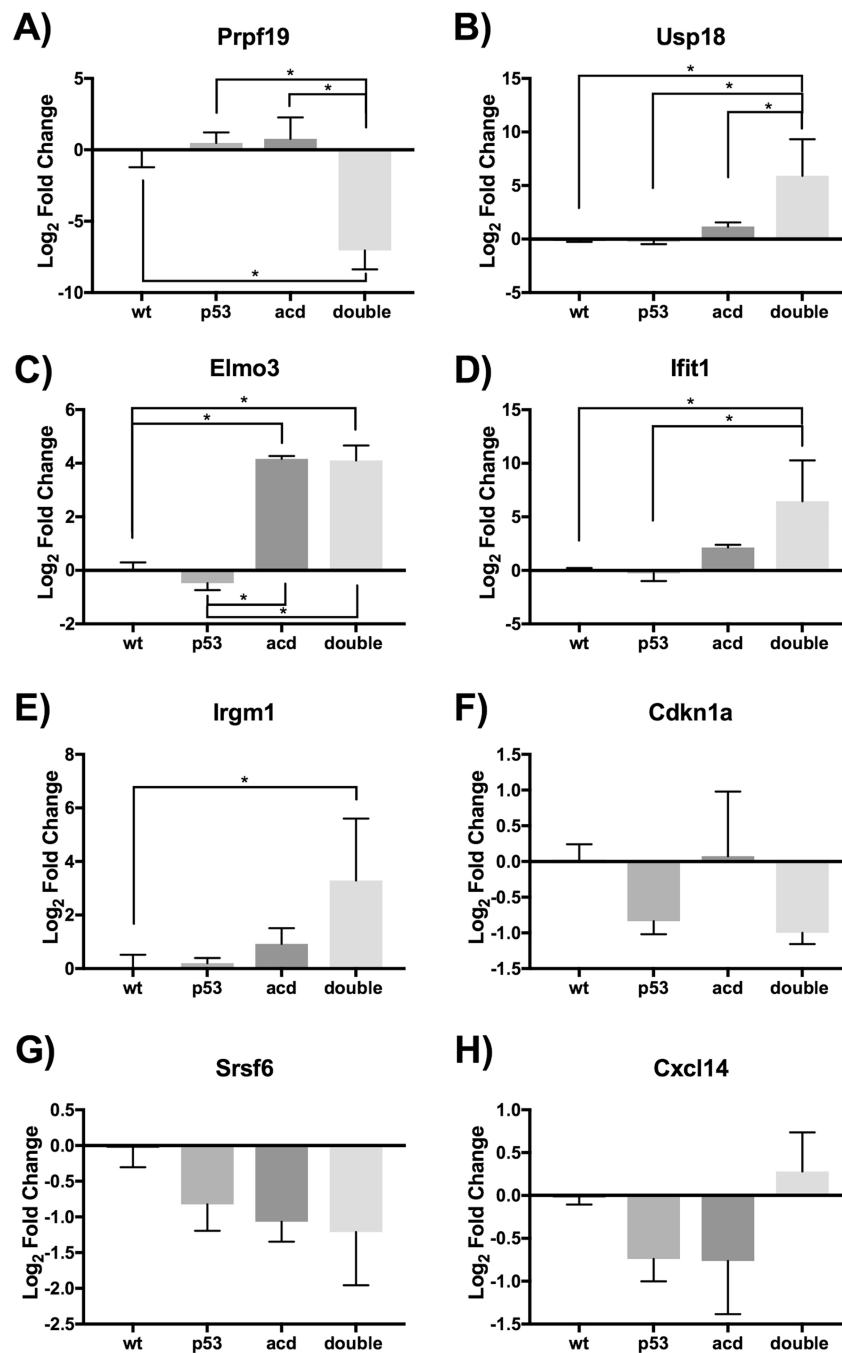 A)
Prpf19
Log2 Fold Change
5
0
-5
-10
*
*
*
wt p53 acd double
B)
Usp18
Log2 Fold Change
15
10
5
0
-5
*
*
*
wt p53 acd double
C)
Elmo3
Log2 Fold Change
6
4
2
0
-2
*
*
*
*
wt p53 acd double
D)
Ifit1
Log2 Fold Change
15
10
5
0
-5
*
*
wt p53 acd double
E)
Irgm1
Log2 Fold Change
8
6
4
2
0
*
wt p53 acd double
F)
Cdkn1a
Log2 Fold Change
1.5
1.0
0.5
0.0
-0.5
-1.0
-1.5
wt p53 acd double
G)
Srsf6
Log2 Fold Change
0.5
0.0
-0.5
-1.0
-1.5
-2.0
-2.5
wt p53 acd double
H)
Cxcl14
Log2 Fold Change
1.0
0.5
0.0
-0.5
-1.0
-1.5
wt p53 acd double